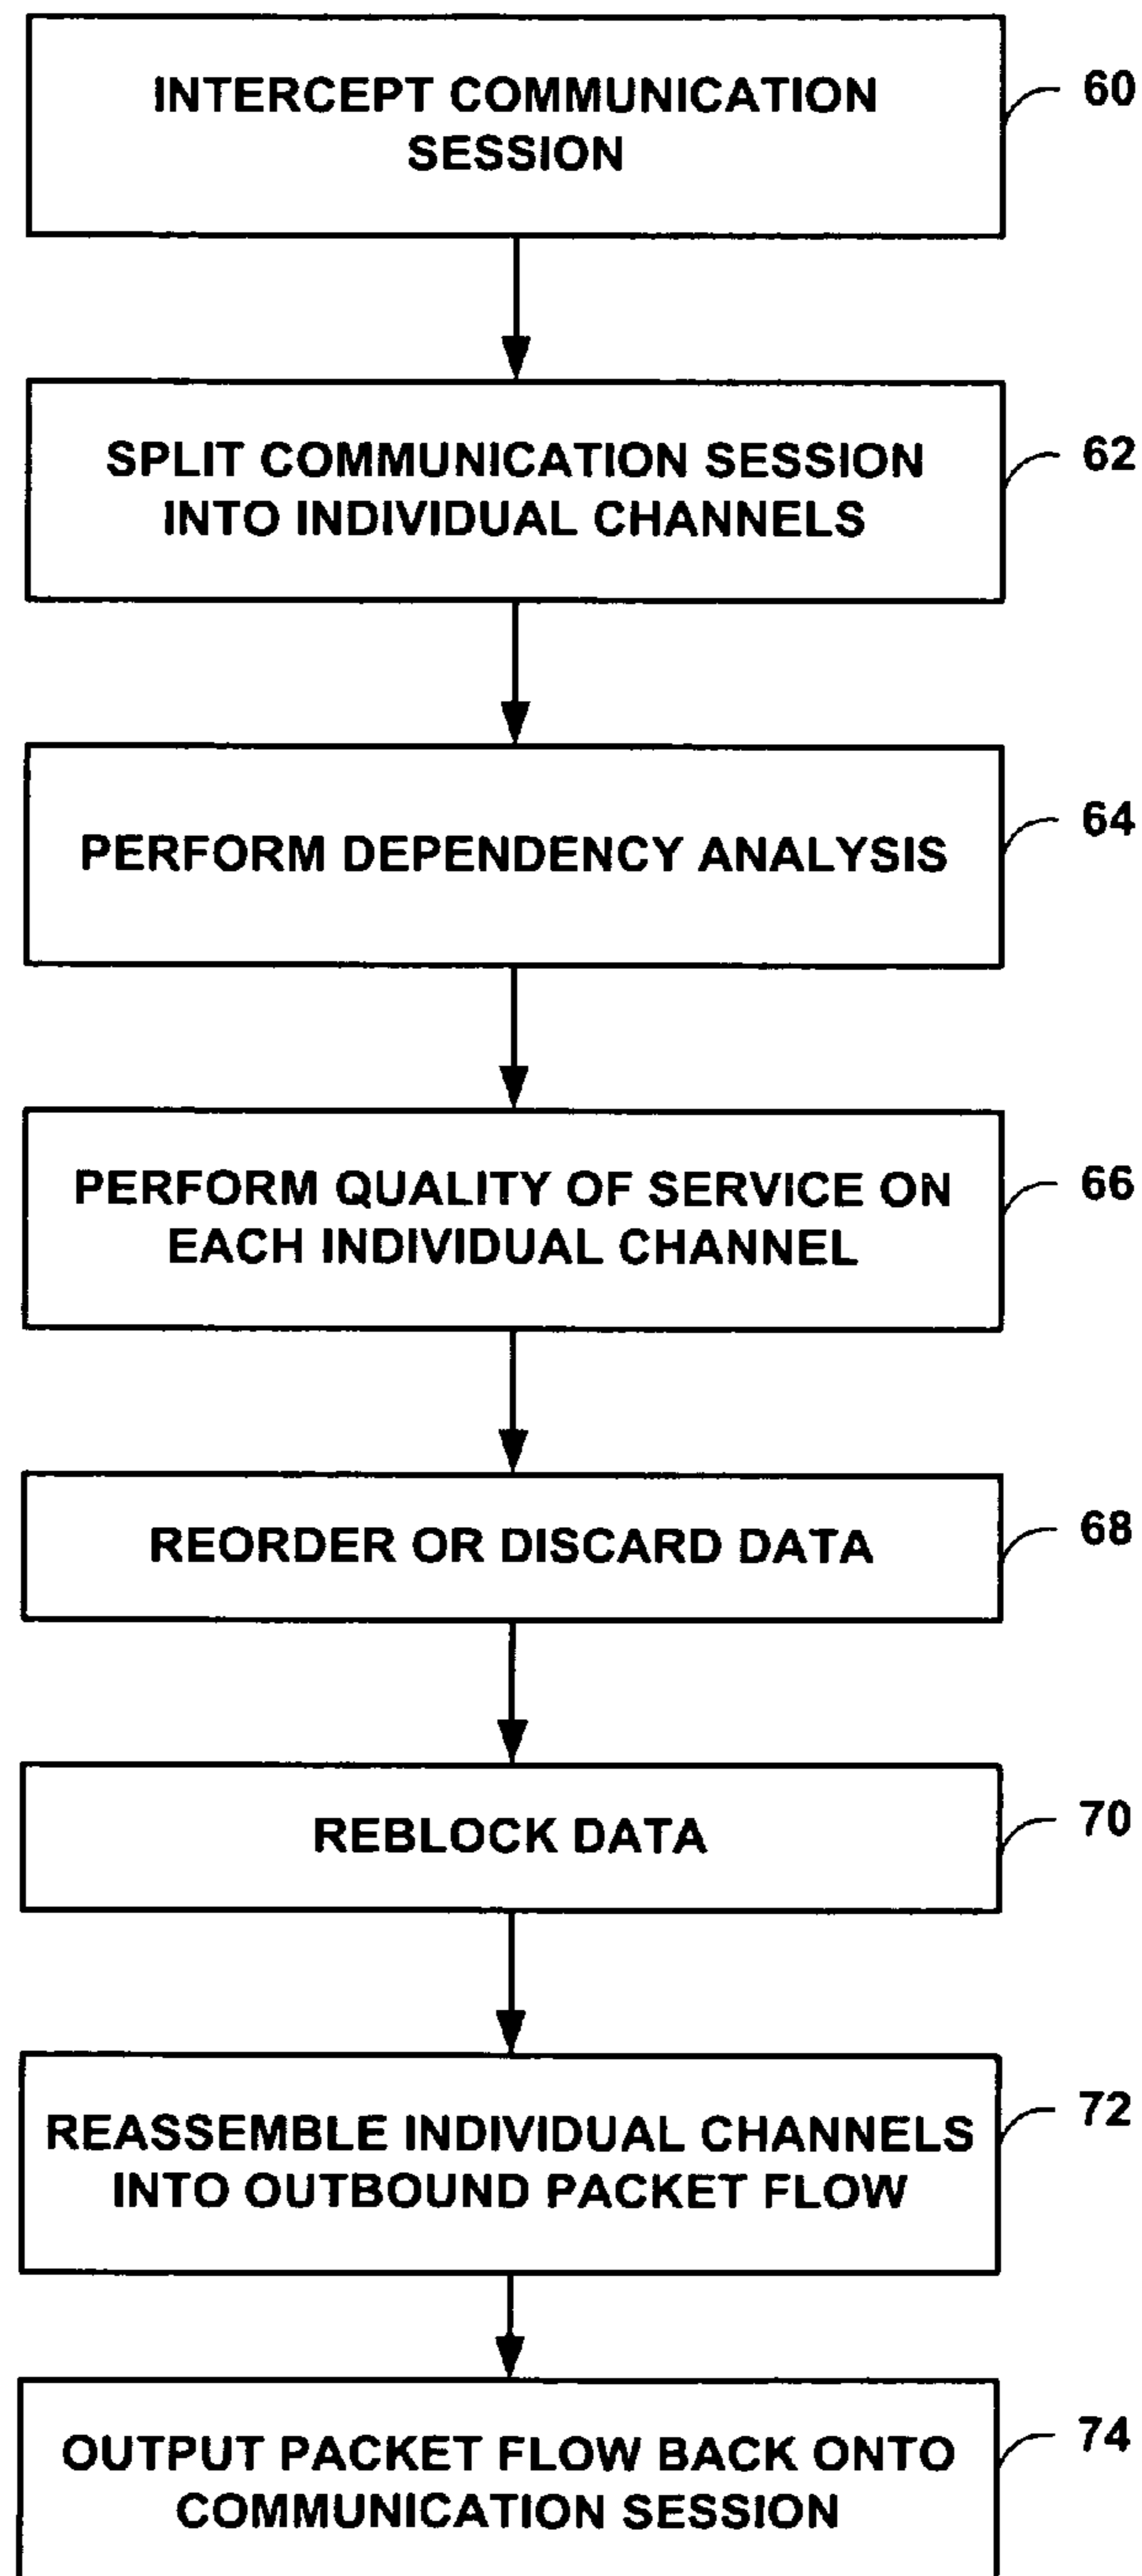 INTERCEPT COMMUNICATION
SESSION
60
SPLIT COMMUNICATION SESSION
INTO INDIVIDUAL CHANNELS
62
PERFORM DEPENDENCY ANALYSIS
64
PERFORM QUALITY OF SERVICE ON
EACH INDIVIDUAL CHANNEL
66
REORDER OR DISCARD DATA
68
REBLOCK DATA
70
REASSEMBLE INDIVIDUAL CHANNELS
INTO OUTBOUND PACKET FLOW
72
OUTPUT PACKET FLOW BACK ONTO
COMMUNICATION SESSION
74